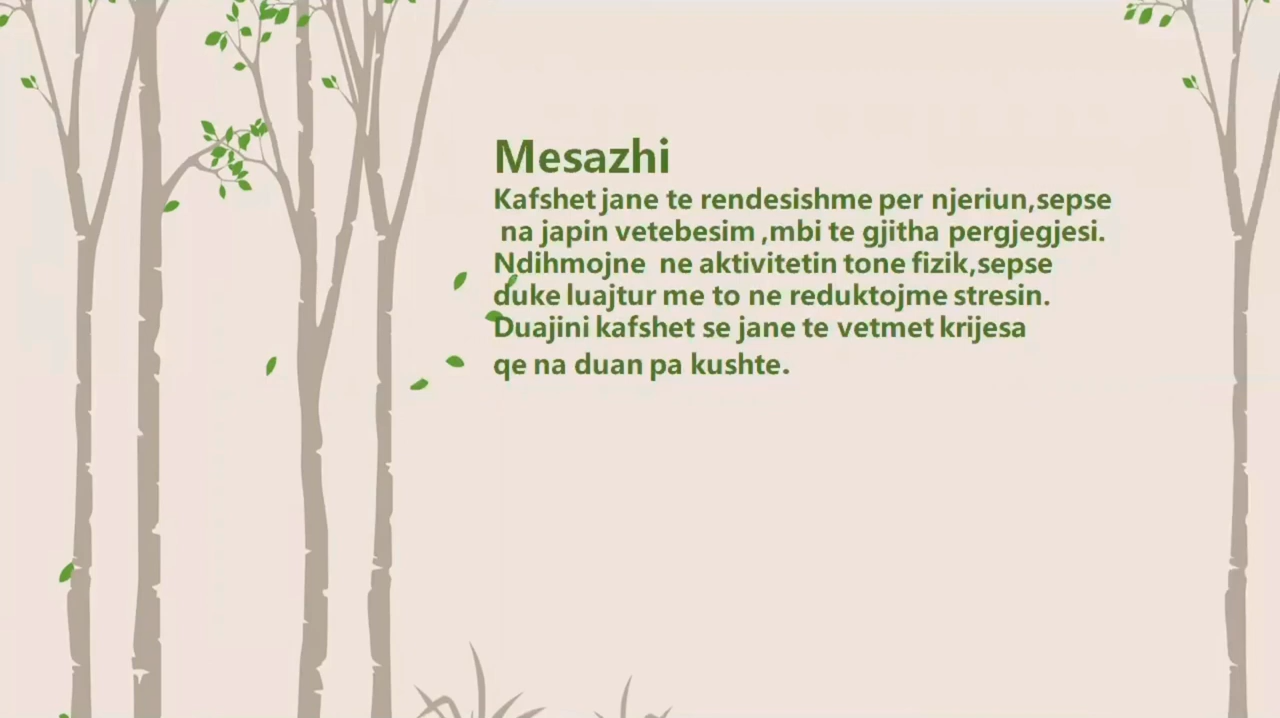 Mesazhi
Kafshet jane te rendesishme per njeriun,sepse
na japin vetebesim ,mbi te gjitha pergjegjesi.
Ndihmojne ne aktivitetin tone fizik,sepse
duke luajtur me to ne reduktojme stresin.
Duajini kafshet se jane te vetmet krijesa
qe na duan pa kushte.